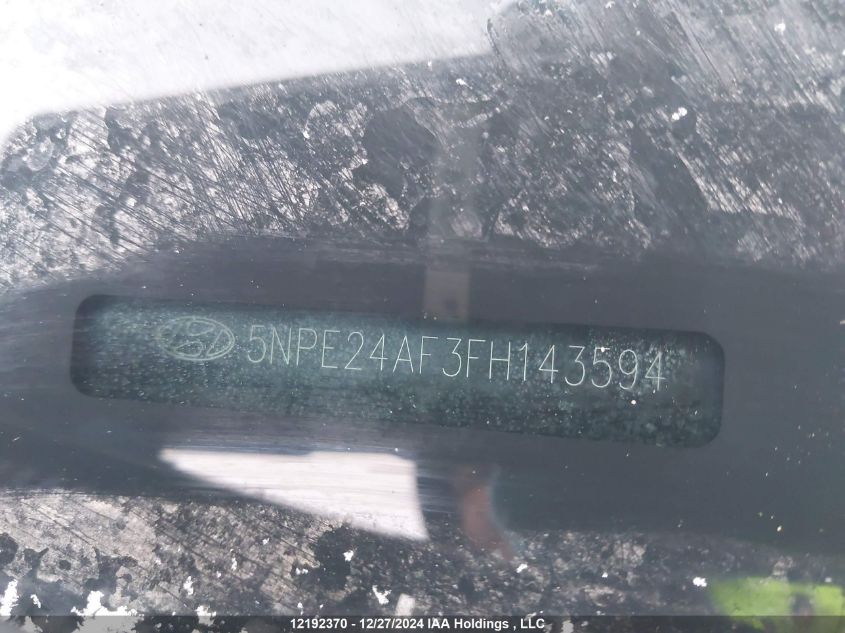 5NPE24AF3FH143594
12192370 - 12/27/2024 IAA Holdings , LLC